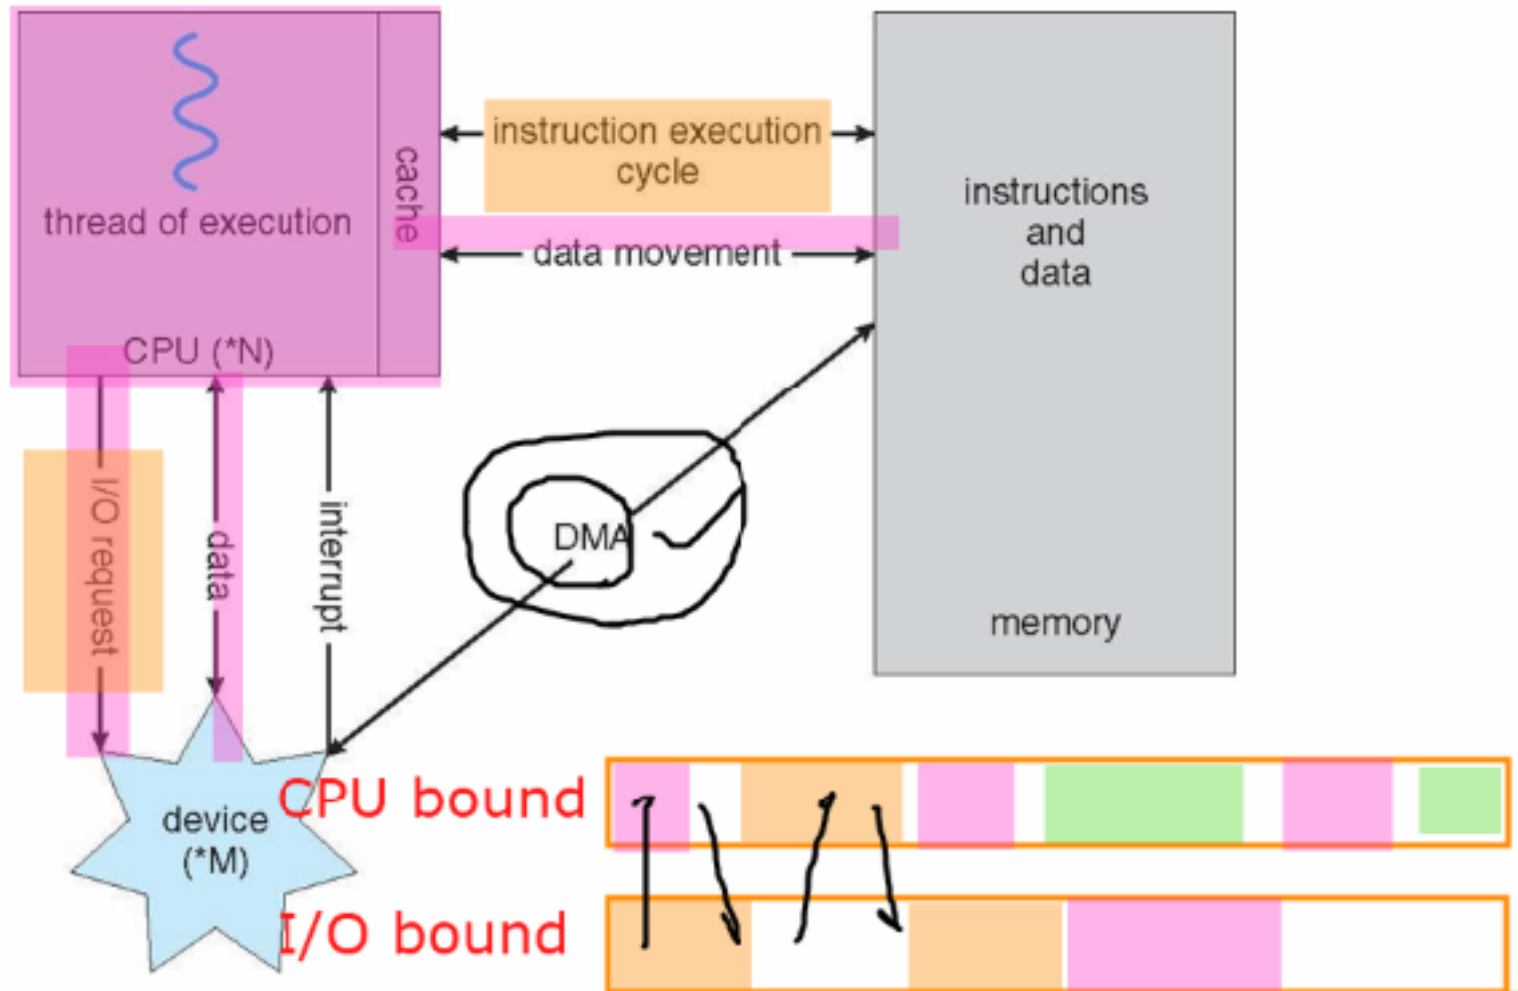 thread of execution
cache
CPU (*N)
instruction execution
cycle
data movement
instructions
and
data
memory
I/O request
data
interrupt
DMA
device
(*M)
CPU bound
I/O bound